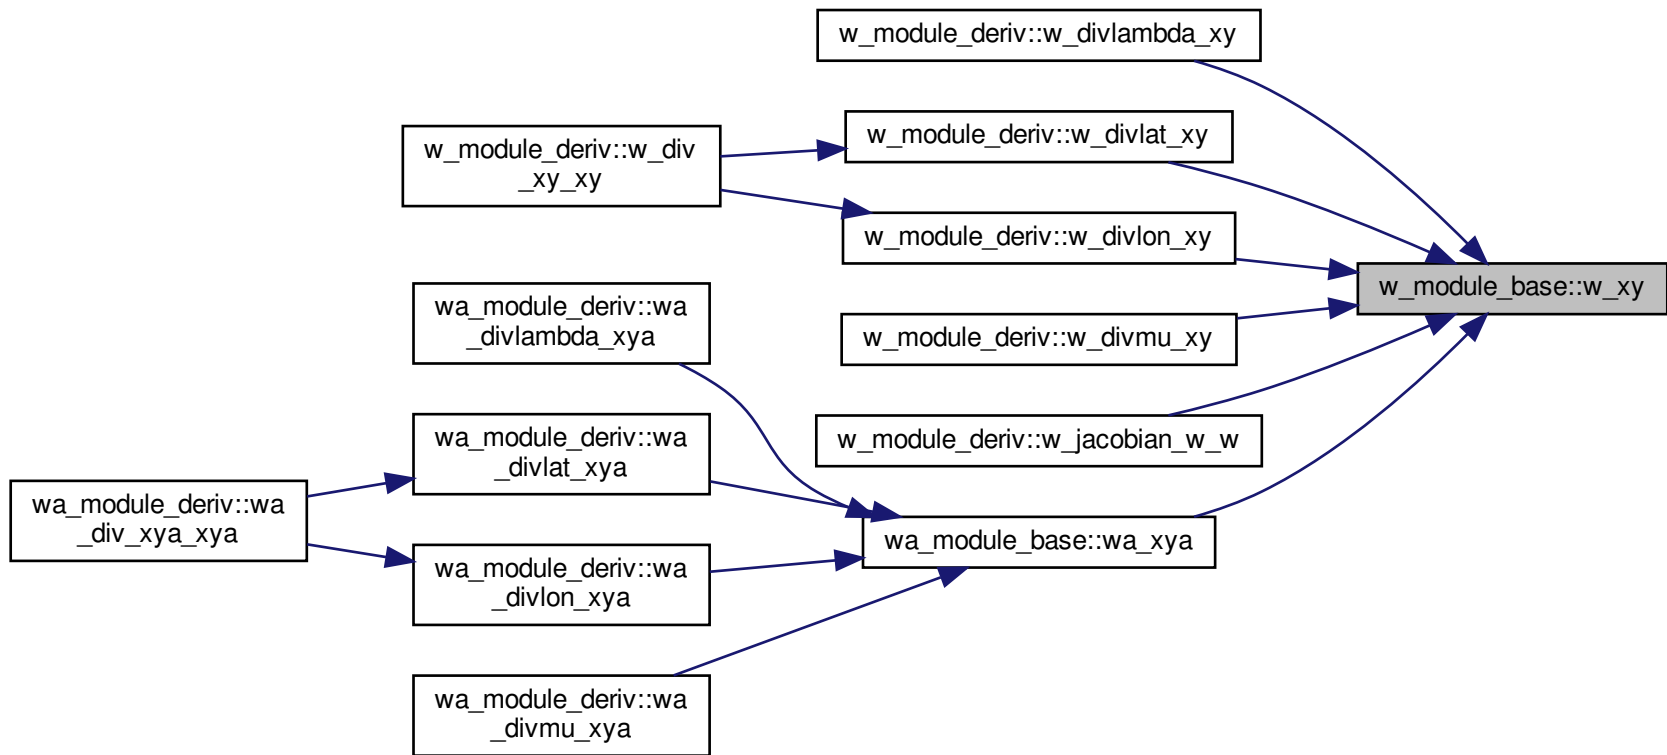 w_module_deriv::w_divlambda_xy
w_module_deriv::w_divlat_xy
w_module_deriv::w_div
_xy_xy
w_module_deriv::w_divlon_xy
w_module_base::w_xy
wa_module_deriv::wa
_divlambda_xya
w_module_deriv::w_divmu_xy
w_module_deriv::w_jacobian_w_w
wa_module_deriv::wa
_divlat_xya
wa_module_deriv::wa
_div_xya_xya
wa_module_base::wa_xya
wa_module_deriv::wa
_divlon_xya
wa_module_deriv::wa
_divmu_xya